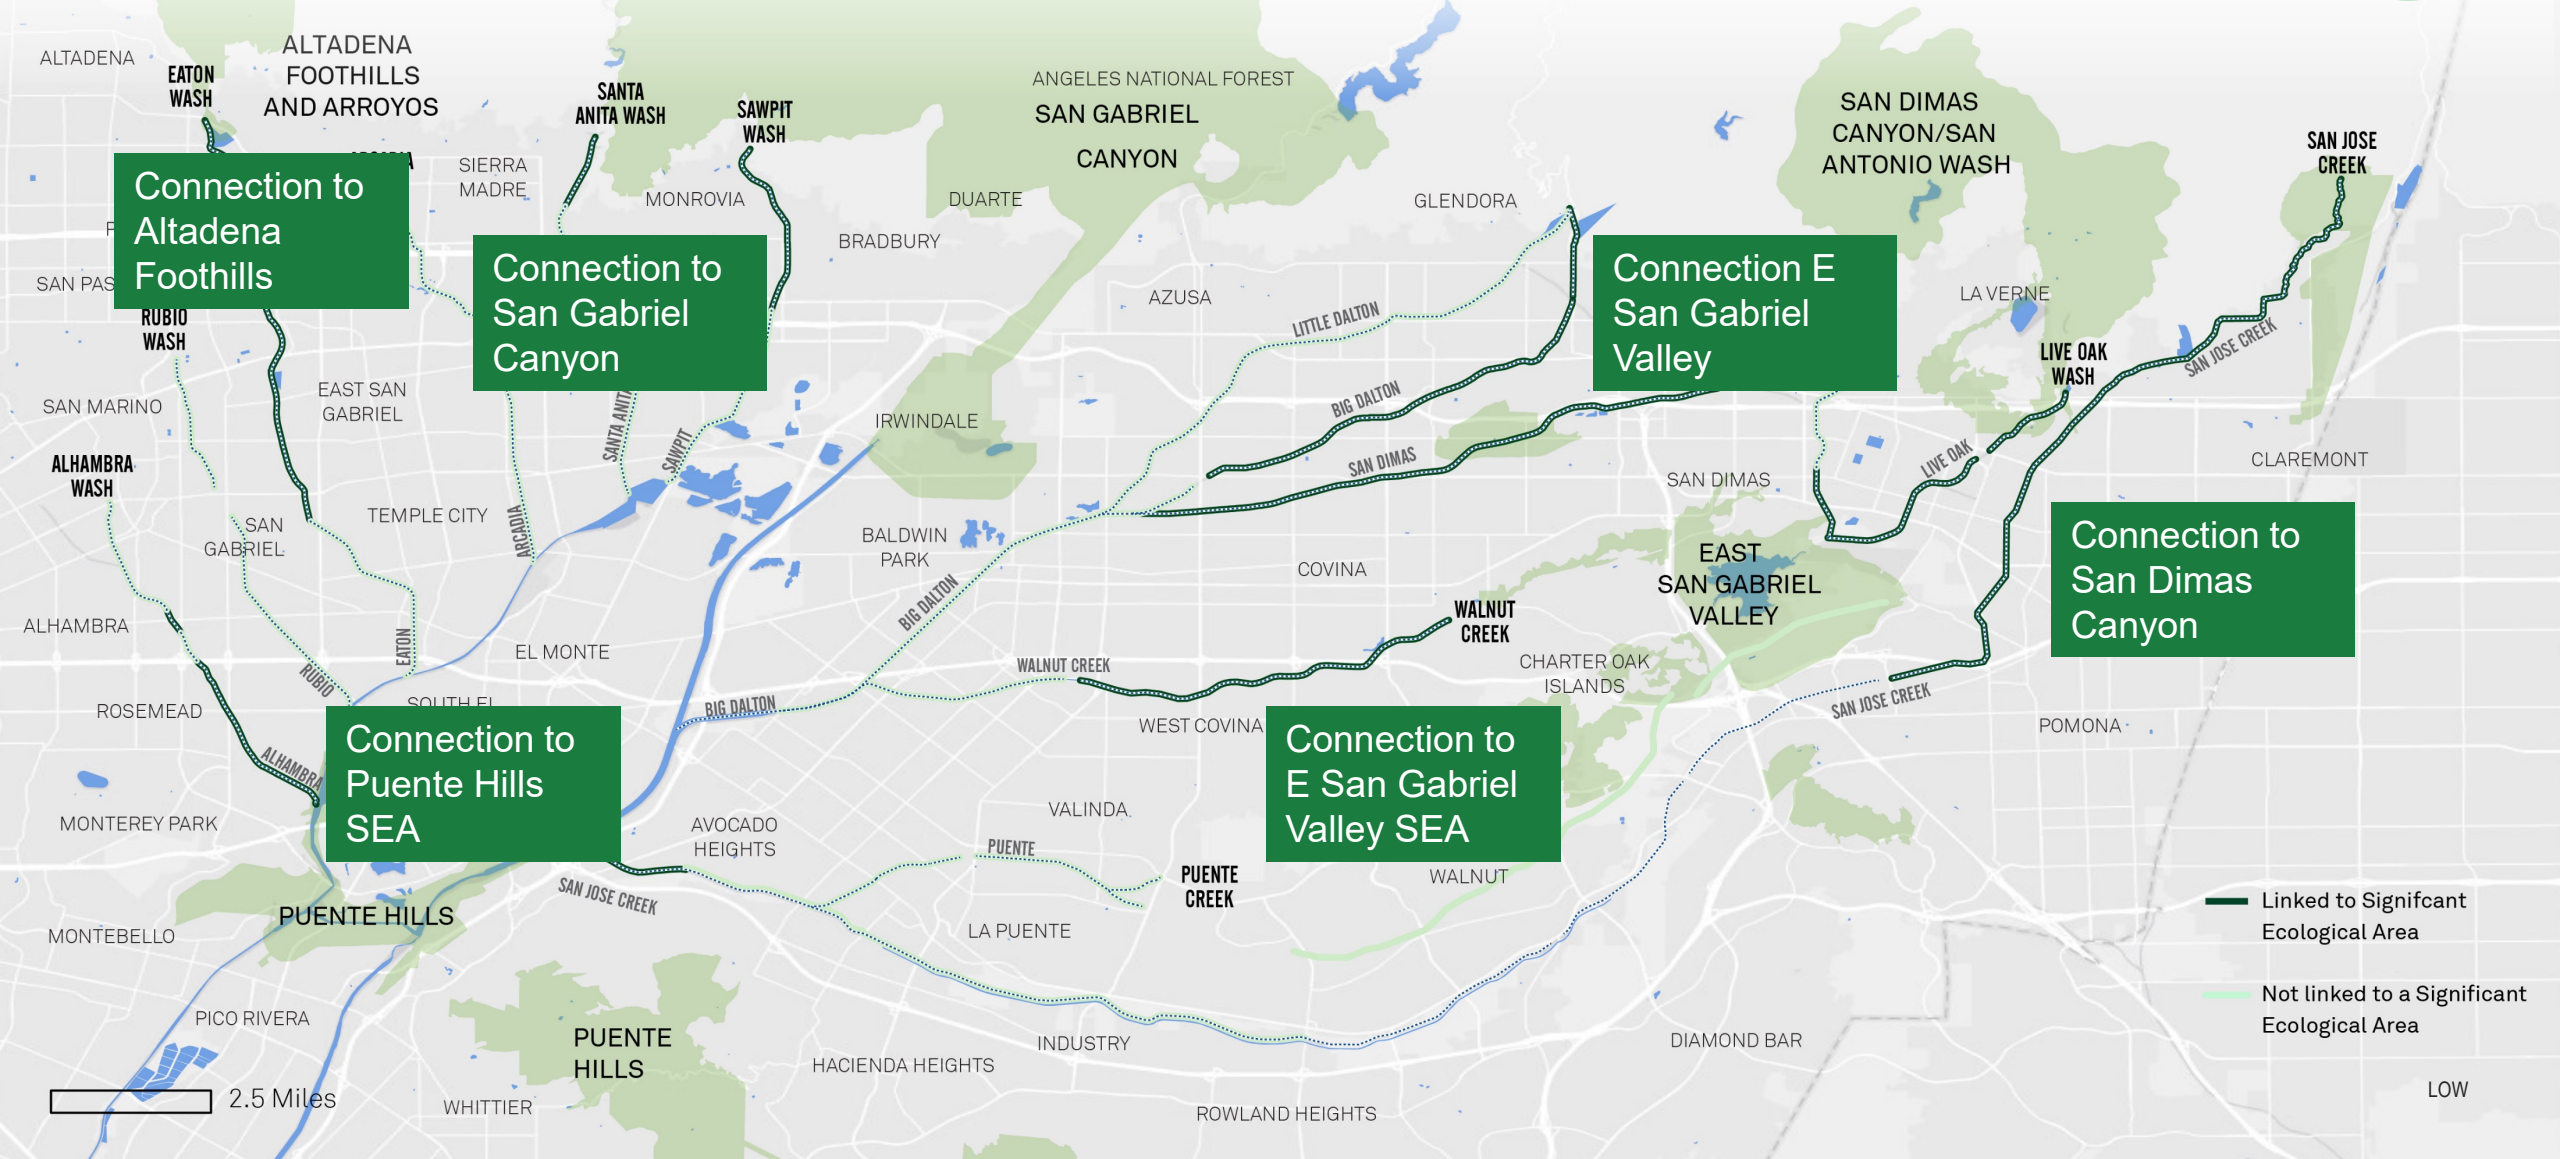 ALTADENA
EATON
WASH
ALTADENA
FOOTHILLS
AND ARROYOS
SANTA
ANITA WASH
SAWPIT
WASH
ANGELES NATIONAL FOREST
SAN GABRIEL
CANYON
SAN DIMAS
CANYON/SAN
ANTONIO WASH
SAN JOSE
CREEK
SIERRA
MADRE
MONROVIA
DUARTE
GLENDORA
BRADBURY
Connection to
Altadena
Foothills
Connection to
San Gabriel
Canyon
Connection E
San Gabriel
Valley
SAN PAS
AZUSA
LA VERNE
LITTLE DALTON
RUBIO
WASH
LIVE OAK
WASH
SAN JOSE CREEK
EAST SAN
GABRIEL
SAN MARINO
BIG DALTON
SANTA ANITA
SAWPIT
IRWINDALE
ALHAMBRA
WASH
SAN DIMAS
LIVE OAK
CLAREMONT
SAN DIMAS
TEMPLE CITY
SAN
GABRIEL
ARCADIA
BALDWIN
PARK
COVINA
EAST
SAN GABRIEL
VALLEY
Connection to
San Dimas
Canyon
BIG DALTON
WALNUT
CREEK
ALHAMBRA
EATON
EL MONTE
WALNUT CREEK
CHARTER OAK
ISLANDS
RUBIO
SAN JOSE CREEK
ROSEMEAD
SOUTH EL
BIG DALTON
WEST COVINA
POMONA
Connection to
Puente Hills
SEA
Connection to
E San Gabriel
Valley SEA
ALHAMBRA
MONTEREY PARK
AVOCADO
HEIGHTS
VALINDA
PUENTE
PUENTE
CREEK
WALNUT
SAN JOSE CREEK
PUENTE HILLS
MONTEBELLO
LA PUENTE
Linked to Signifcant
Ecological Area
Not linked to a Significant
Ecological Area
PICO RIVERA
PUENTE
HILLS
INDUSTRY
DIAMOND BAR
HACIENDA HEIGHTS
2.5 Miles
WHITTIER
ROWLAND HEIGHTS
LOW